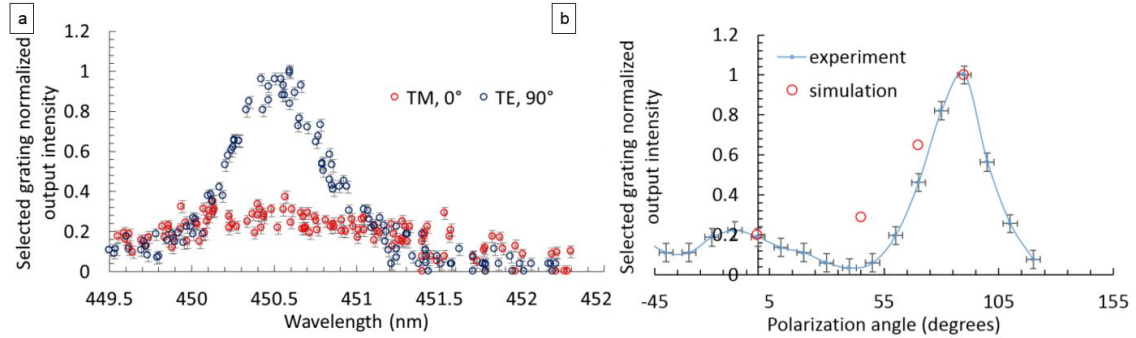 a
Selected grating normalized
output intensity
1.2
1
0.8
0.6
0.4
0.2
0
TM, 0°
TE, 90°
449.5
450
450.5
451
451.5
452
452
Wavelength (nm)
b
Selected grating normalized
output intensity
1.2
1
0.8
0.6
0.4
0.2
0
experiment
simulation
-45
5
55
105
155
Polarization angle (degrees)